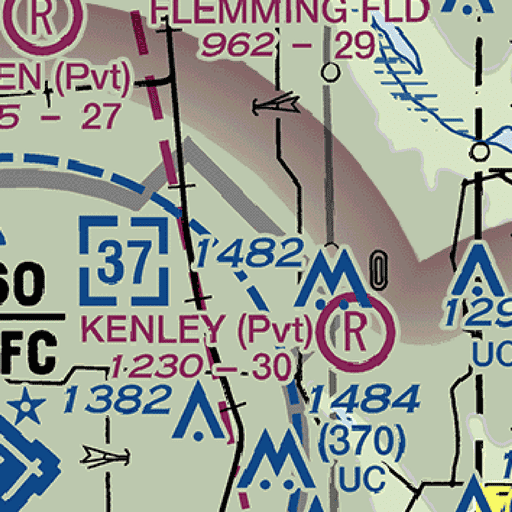 R
FLEMMING FLD
962 - 29
EN (Pvt)
5 - 27
37
1482
60
FC
KENLEY (Pvt)
1230 - 30
R
129
UC
1382
1484
(370)
UC